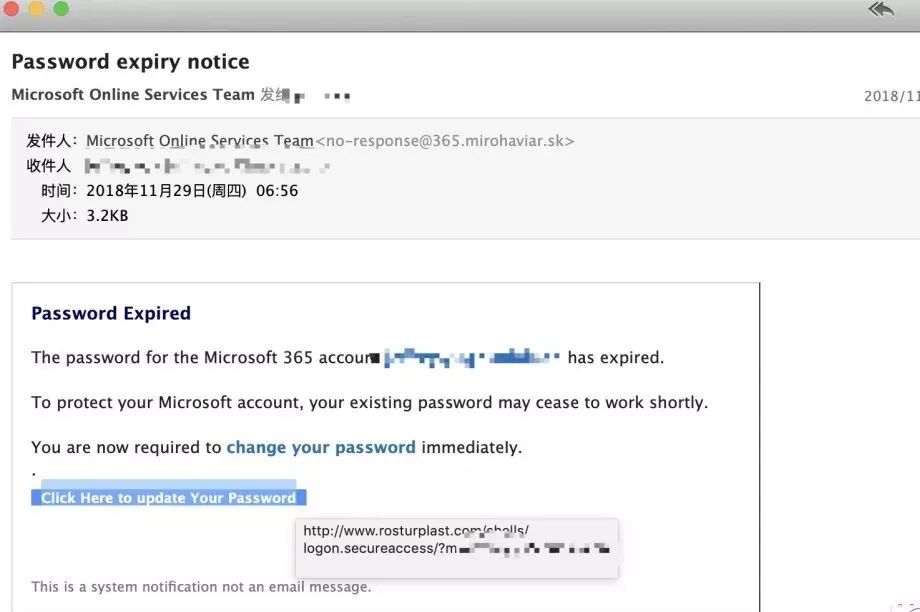 Password expiry notice
Microsoft Online Services Team 发给
2018/11
发件人： Microsoft Online Services Team<no-response@365.mirohaviar.sk>
收件人
时间： 2018年11月29日(周四) 06:56
大小： 3.2KB
Password Expired
The password for the Microsoft 365 account has expired.
To protect your Microsoft account, your existing password may cease to work shortly.
You are now required to change your password immediately.
.
Click Here to update Your Password
http://www.rosturplast.com/shells/
logon.secureaccess/?m
This is a system notification not an email message.